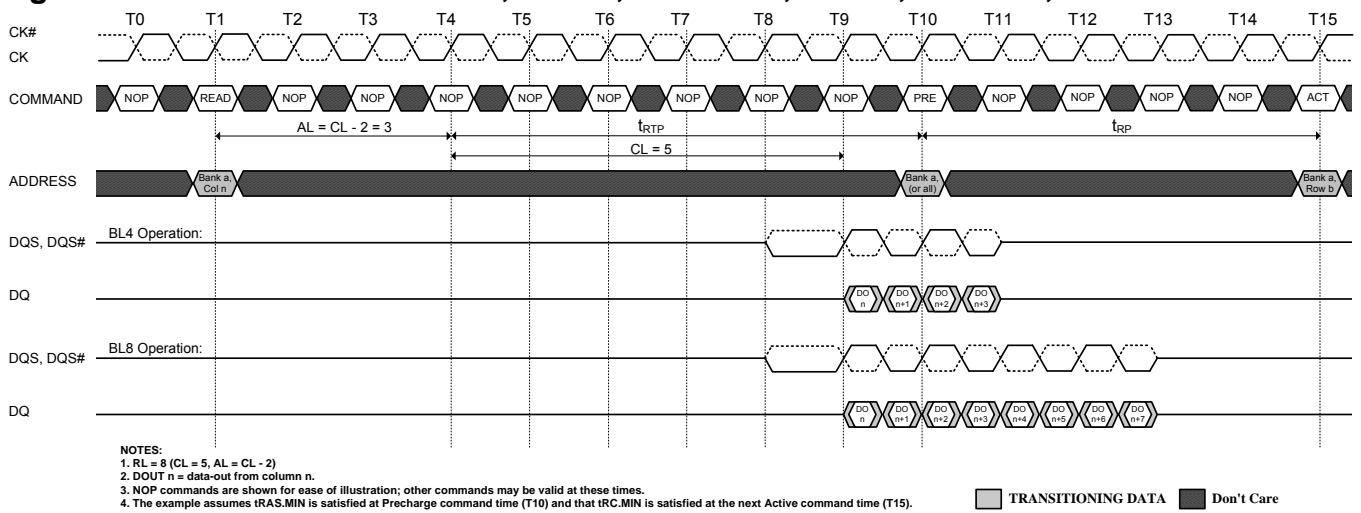 T0 T1 T2 T3 T4 T5 T6 T7 T8 T9 T10 T11 T12 T13 T14 T15
CK#
CK
COMMAND NOP READ NOP NOP NOP NOP NOP NOP NOP NOP PRE NOP NOP NOP NOP ACT
AL = CL - 2 = 3 tRTP tRP
CL = 5
ADDRESS Bank a, Col n Bank a, (or all) Bank a, Row b
BL4 Operation:
DQS, DQS#
DQ DO n DO n+1 DO n+2 DO n+3
BL8 Operation:
DQS, DQS#
DQ DO n DO n+1 DO n+2 DO n+3 DO n+4 DO n+5 DO n+6 DO n+7
NOTES:
1. RL = 8 (CL = 5, AL = CL - 2)
2. DOUT n = data-out from column n.
3. NOP commands are shown for ease of illustration; other commands may be valid at these times.
4. The example assumes tRAS.MIN is satisfied at Precharge command time (T10) and that tRC.MIN is satisfied at the next Active command time (T15).
TRANSITIONING DATA Don't Care